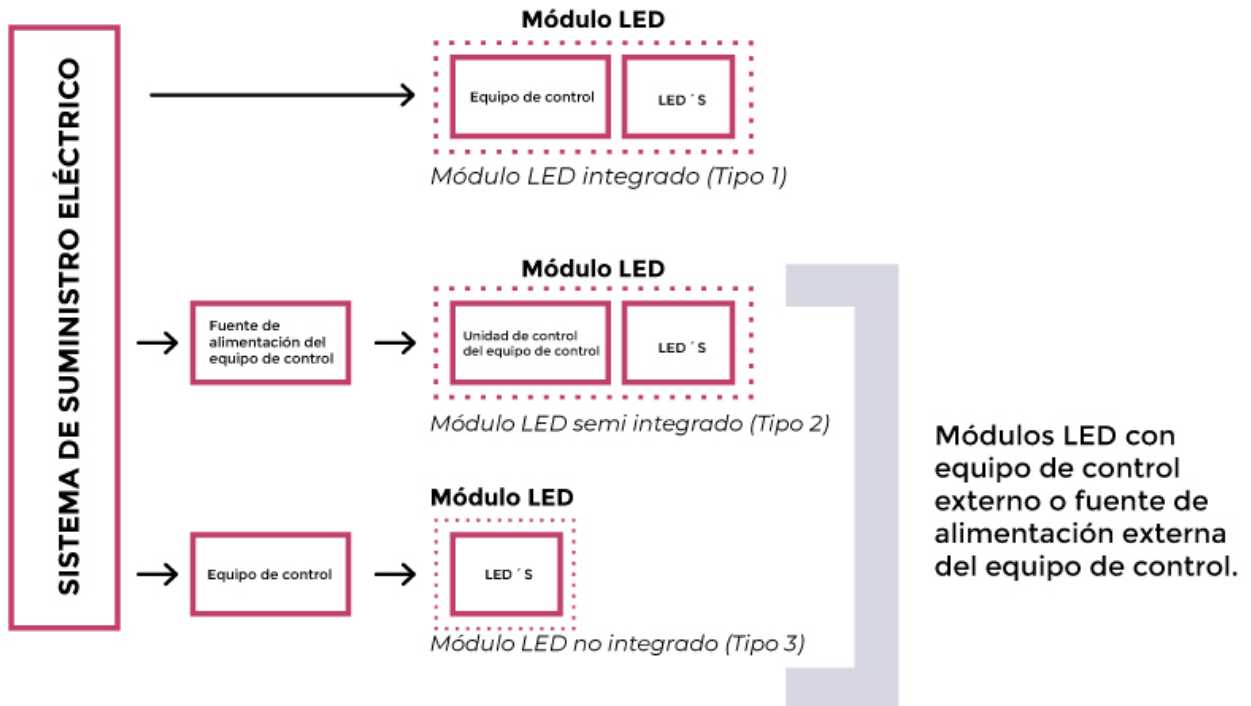 SISTEMA DE SUMINISTRO ELÉCTRICO
Módulo LED
Equipo de control
LED´S
Módulo LED integrado (Tipo 1)
Módulo LED
Fuente de
alimentación del
equipo de control
Unidad de control
del equipo de control
LED´S
Módulo LED semi integrado (Tipo 2)
Módulo LED
Equipo de control
LED´S
Módulo LED no integrado (Tipo 3)
Módulos LED con
equipo de control
externo o fuente de
alimentación externa
del equipo de control.